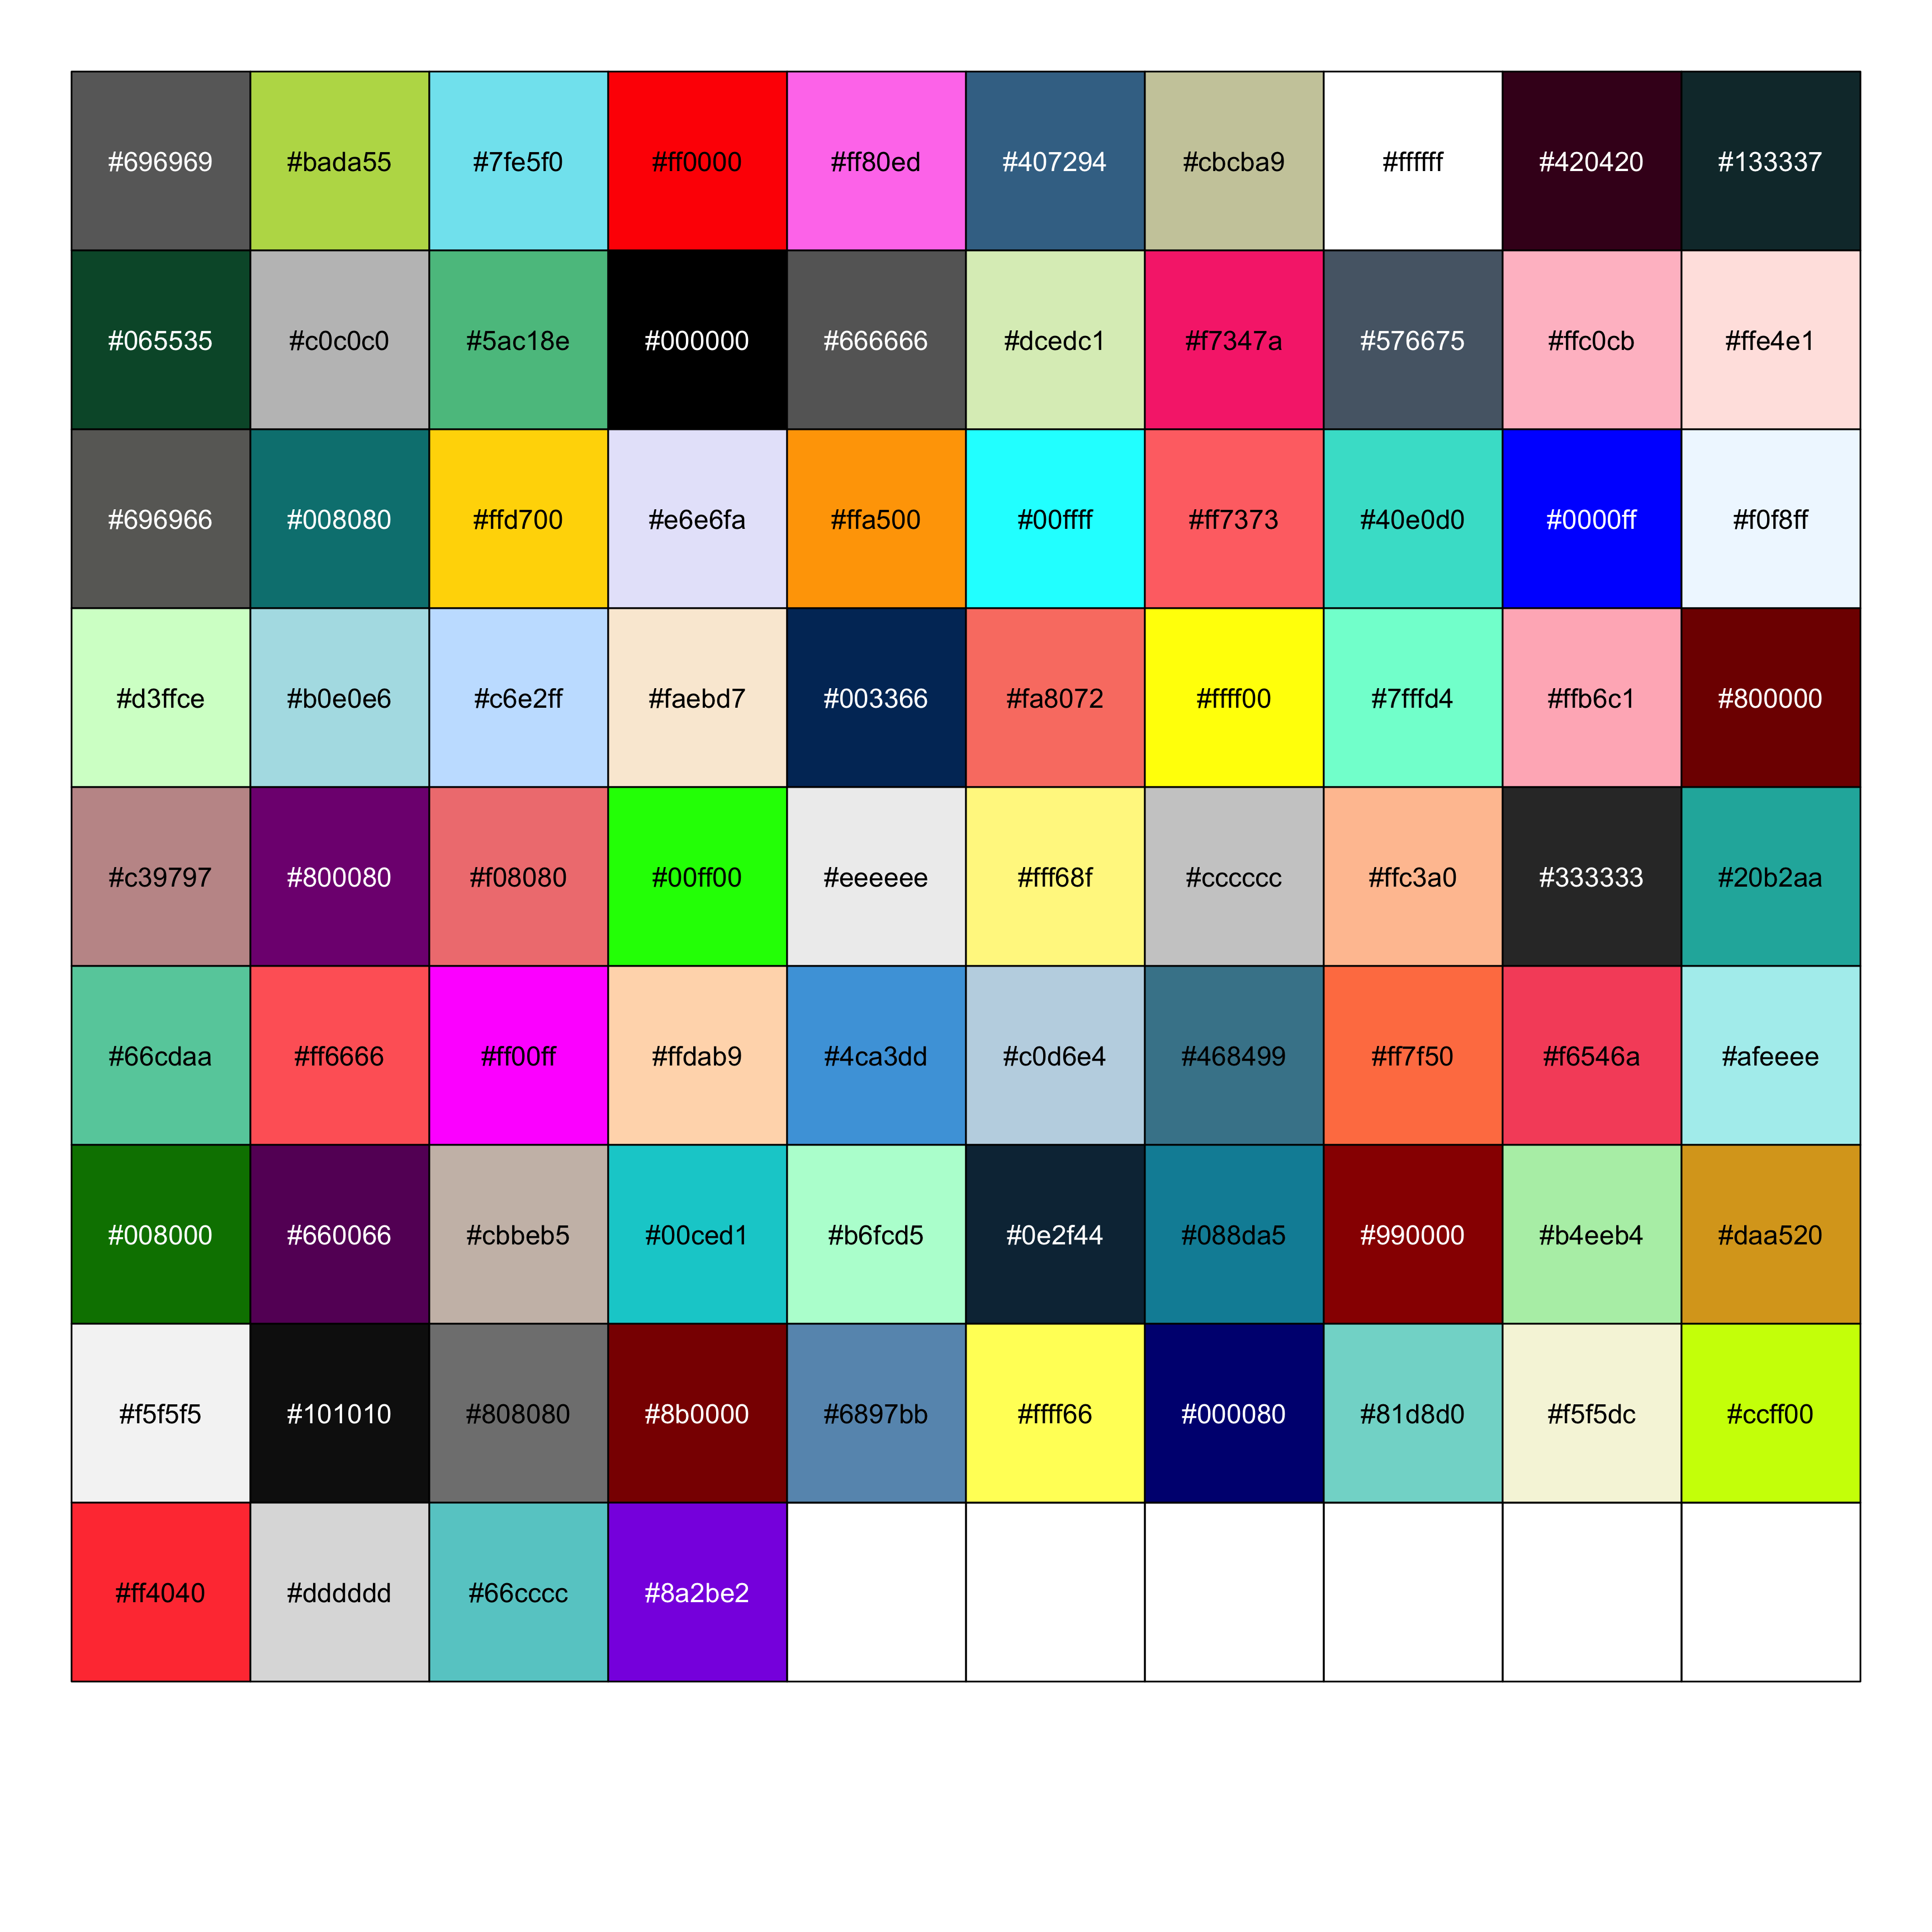 #696969 #bada55 #7fe5f0 #ff0000 #ff80ed #407294 #cbcba9 #ffffff #420420 #133337
#065535 #c0c0c0 #5ac18e #000000 #666666 #dcedc1 #f7347a #576675 #ffc0cb #ffe4e1
#696966 #008080 #ffd700 #e6e6fa #ffa500 #00ffff #ff7373 #40e0d0 #0000ff #f0f8ff
#d3ffce #b0e0e6 #c6e2ff #faebd7 #003366 #fa8072 #ffff00 #7fffd4 #ffb6c1 #800000
#c39797 #800080 #f08080 #00ff00 #eeeeee #fff68f #cccccc #ffc3a0 #333333 #20b2aa
#66cdaa #ff6666 #ff00ff #ffdab9 #4ca3dd #c0d6e4 #468499 #ff7f50 #f6546a #afeeee
#008000 #660066 #cbbeb5 #00ced1 #b6fcd5 #0e2f44 #088da5 #990000 #b4eeb4 #daa520
#f5f5f5 #101010 #808080 #8b0000 #6897bb #ffff66 #000080 #81d8d0 #f5f5dc #ccff00
#ff4040 #dddddd #66cccc #8a2be2